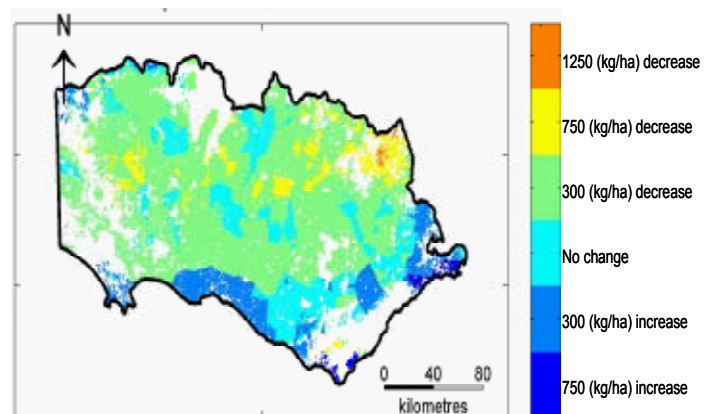 N
1250 (kg/ha) decrease
750 (kg/ha) decrease
300 (kg/ha) decrease
No change
300 (kg/ha) increase
750 (kg/ha) increase
0 40 80
kilometres